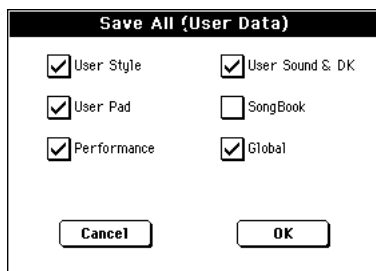 Save All (User Data)
User Style
User Sound & DK
User Pad
SongBook
Performance
Global
Cancel
OK